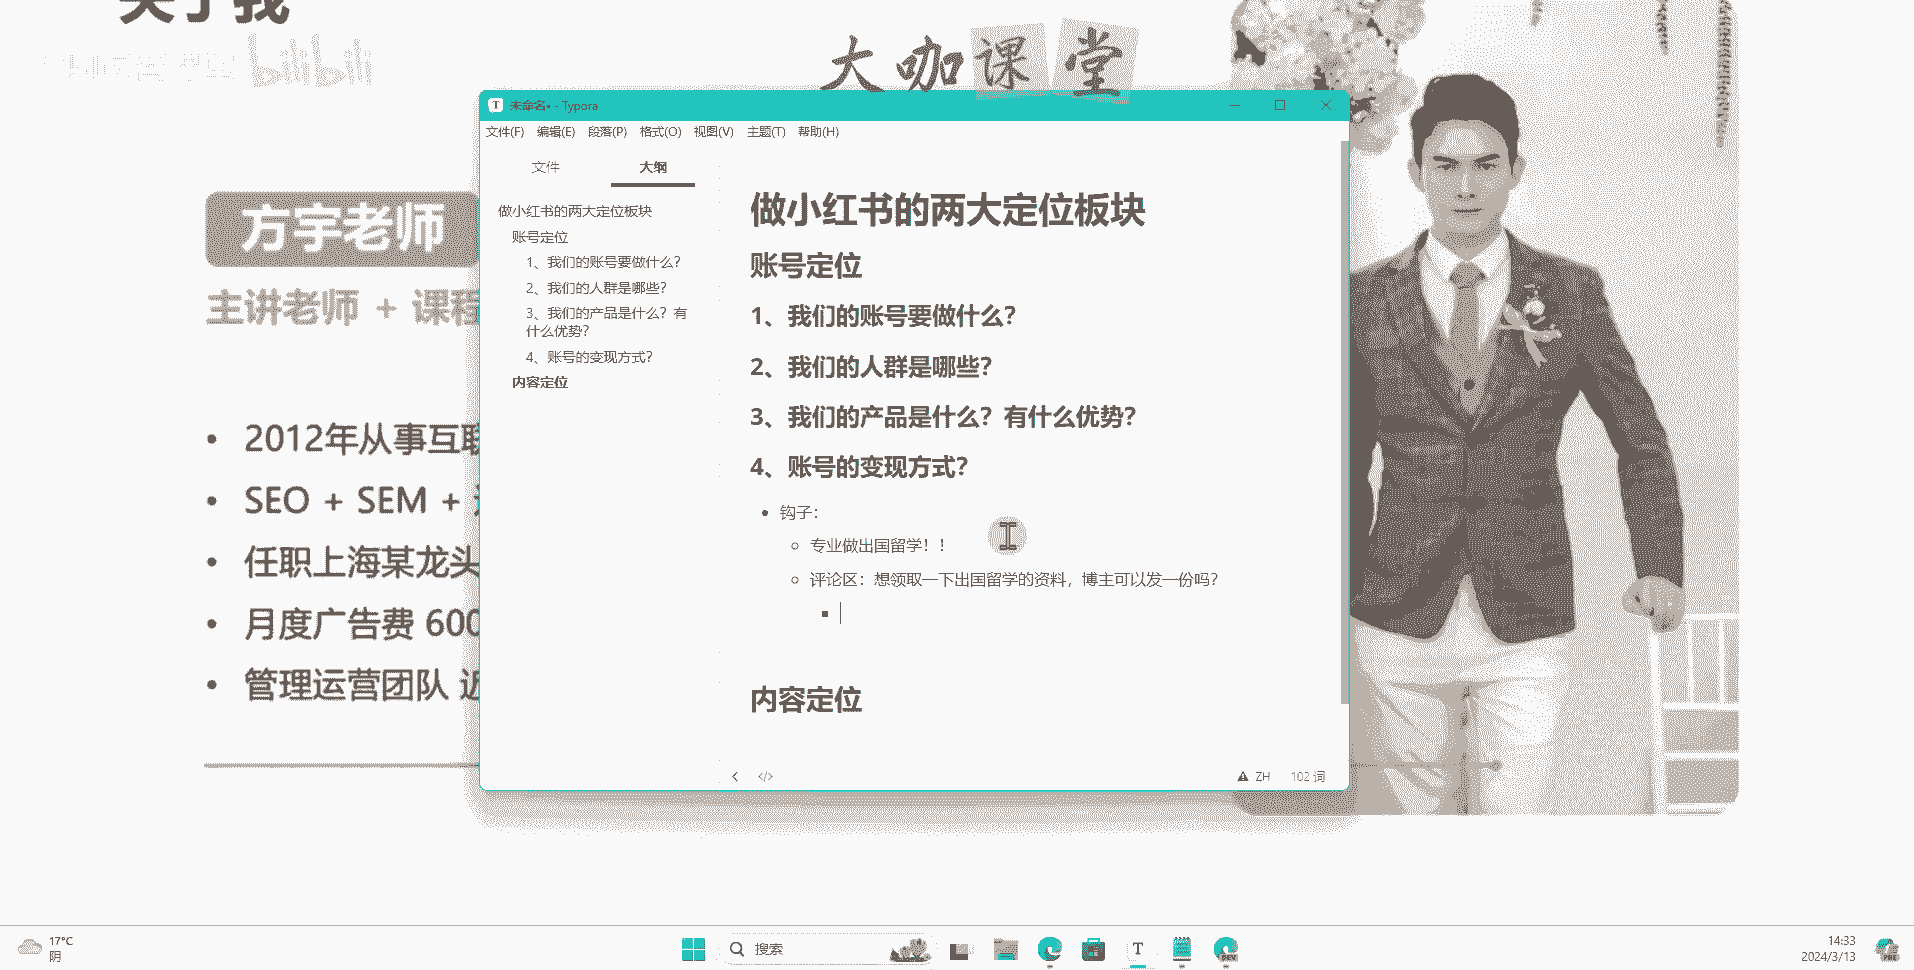 关于我
bilibili
大咖课堂
方宇老师
主讲老师 + 课程
2012年从事互联
SEO + SEM +
任职上海某龙头
月度广告费 600
管理运营团队 近
未命名• - Typora
文件(F) 编辑(E) 段落(P) 格式(O) 视图(V) 主题(T) 帮助(H)
文件 大纲
做小红书的两大定位板块
账号定位
1、我们的账号要做什么？
2、我们的人群是哪些？
3、我们的产品是什么？有
什么优势？
4、账号的变现方式？
内容定位
做小红书的两大定位板块
账号定位
1、我们的账号要做什么？
2、我们的人群是哪些？
3、我们的产品是什么？有什么优势？
4、账号的变现方式？
钩子：
专业做出国留学！！
评论区：想领取一下出国留学的资料，博主可以发一份吗？
内容定位
ZH 102 词
17°C
阴
搜索
T
DEV
14:33
2024/3/13
PRE